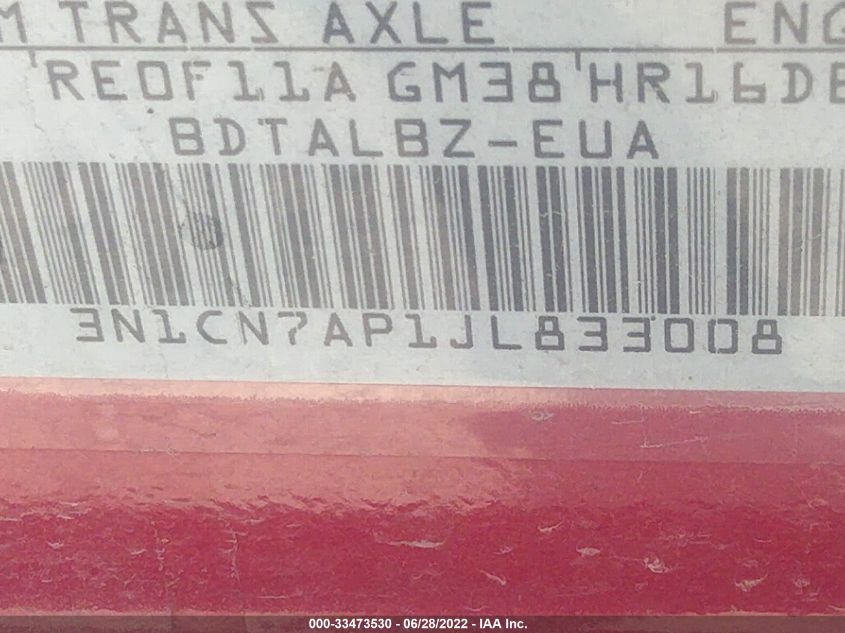 M TRANS AXLE ENG
'RE0F11A GM38'HR16DE
BDTALBZ-EUA
3N1CN7AP1JL833008
000-33473530 - 06/28/2022 - IAA Inc.